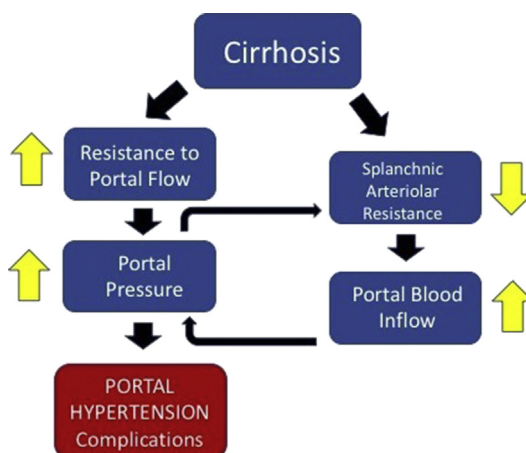 Cirrhosis
Resistance to
Portal Flow
Splanchnic
Arteriolar
Resistance
Portal
Pressure
Portal Blood
Inflow
PORTAL
HYPERTENSION
Complications